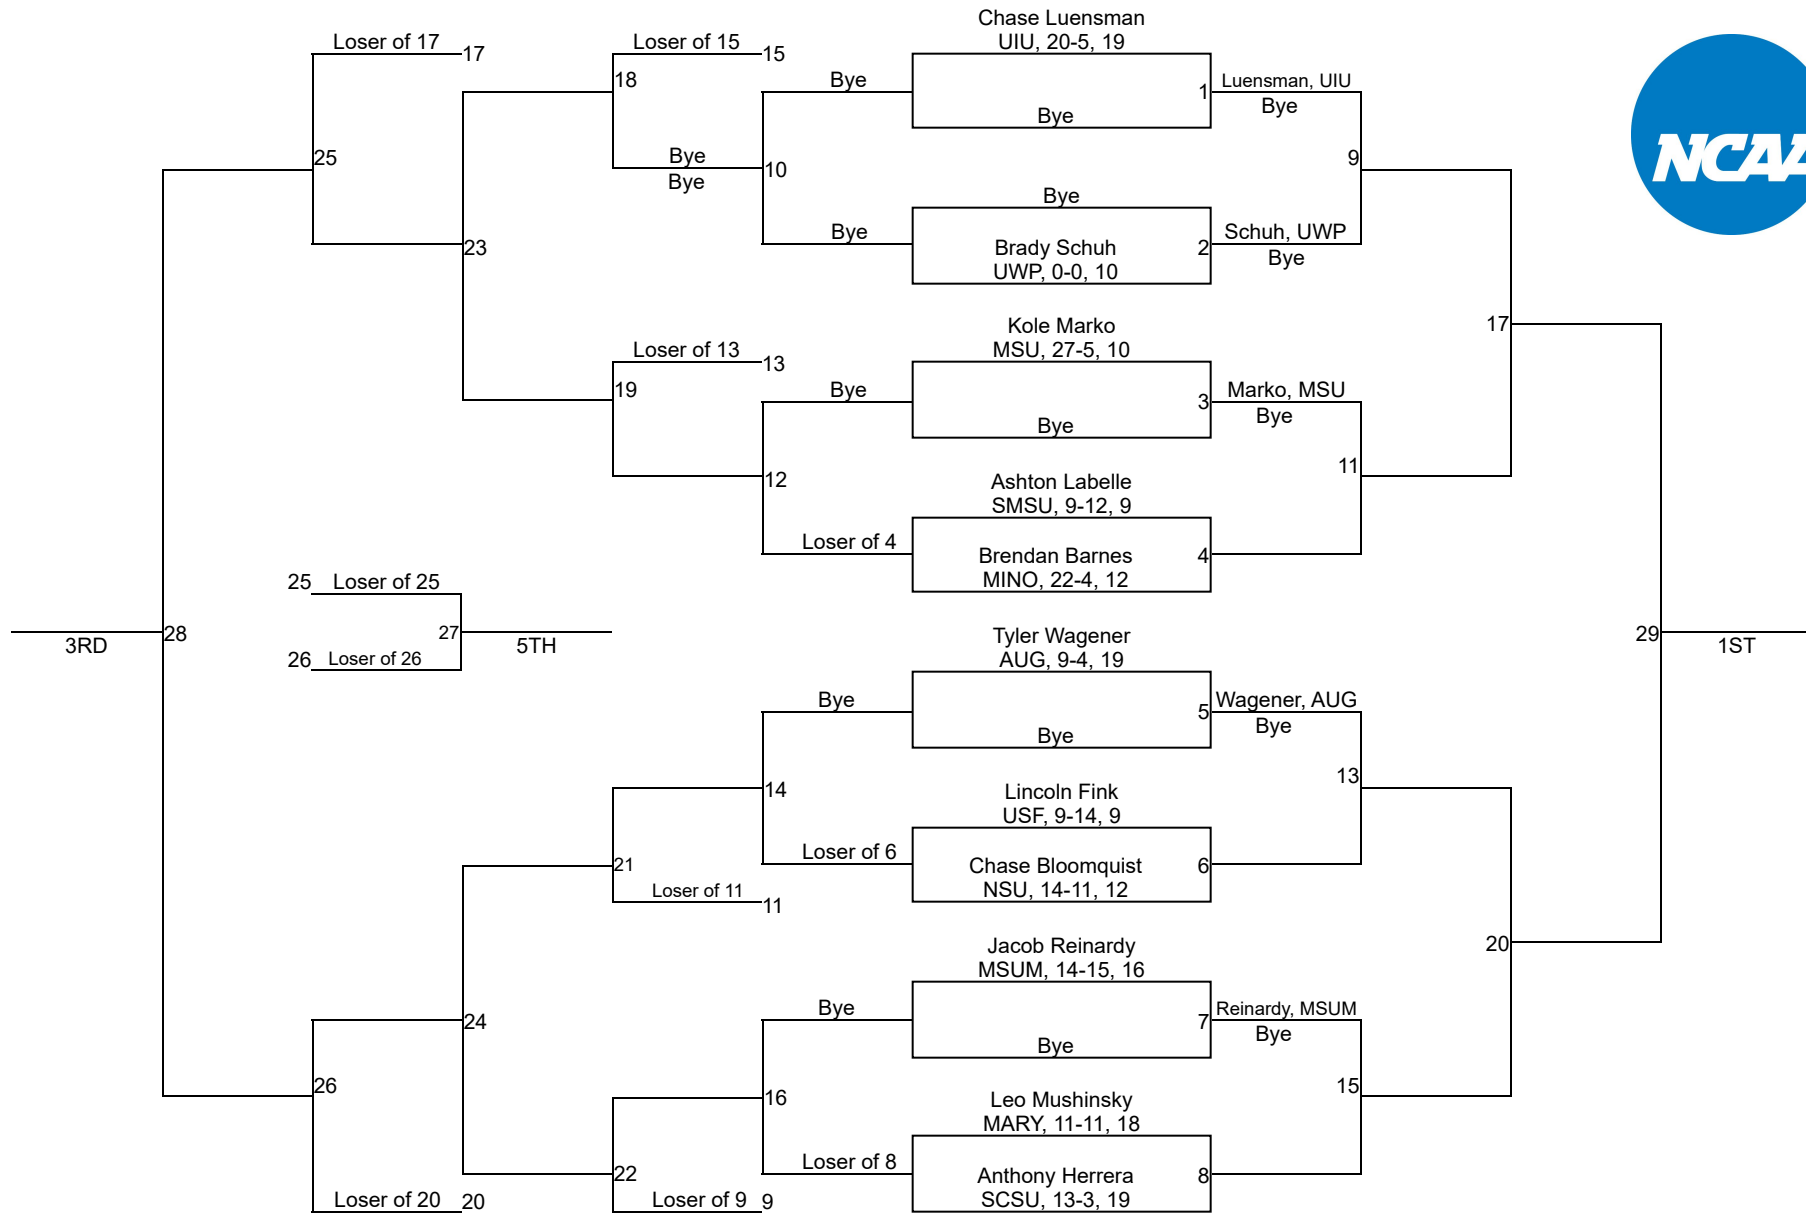 Chase Luensman
Loser of 17
17
Loser of 15
15
UIU, 20-5, 19
18
Bye
1
Luensman, UIU
Bye
Bye
NCAA
25
Bye
Bye
10
9
Bye
Bye
23
Brady Schuh
UWP, 0-0, 10
2
Schuh, UWP
Bye
Kole Marko
MSU, 27-5, 10
17
Loser of 13
13
19
Bye
3
Marko, MSU
Bye
Bye
12
11
Ashton Labelle
SMSU, 9-12, 9
Loser of 4
Brendan Barnes
MINO, 22-4, 12
4
25
Loser of 25
3RD
28
27
5TH
26
Loser of 26
29
1ST
Tyler Wagener
AUG, 9-4, 19
Bye
5
Wagener, AUG
Bye
Bye
14
13
Lincoln Fink
USF, 9-14, 9
21
Loser of 6
Chase Bloomquist
NSU, 14-11, 12
6
Loser of 11
11
20
Jacob Reinardy
MSUM, 14-15, 16
24
Bye
7
Reinardy, MSUM
Bye
Bye
26
16
15
Leo Mushinsky
MARY, 11-11, 18
22
Loser of 8
Anthony Herrera
SCSU, 13-3, 19
8
Loser of 20
20
Loser of 9
9